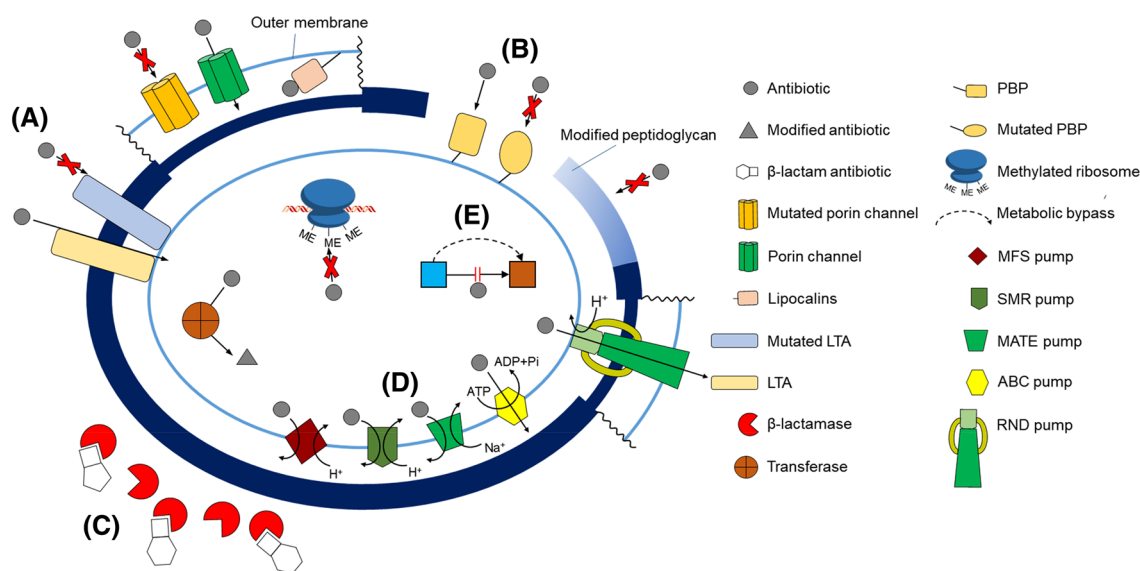 Outer membrane
(A)
(B)
Modified peptidoglycan
ME
ME
ME
(E)
H⁺
ADP+Pi
ATP
(D)
Na⁺
H⁺
H⁺
(C)
Antibiotic
Modified antibiotic
β-lactam antibiotic
Mutated porin channel
Porin channel
Lipocalins
Mutated LTA
LTA
β-lactamase
Transferase
PBP
Mutated PBP
Methylated ribosome
ME
ME
ME
Metabolic bypass
MFS pump
SMR pump
MATE pump
ABC pump
RND pump